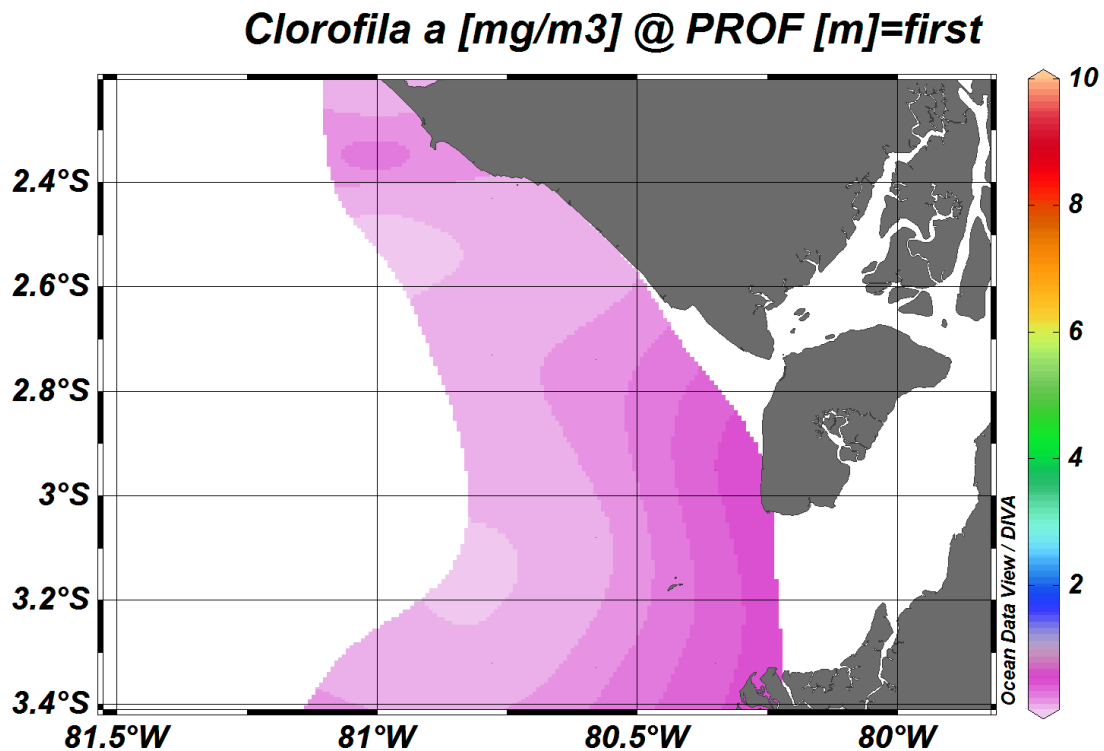 Clorofila a [mg/m3] @ PROF [m]=first
10
8
6
4
2
2.4°S
2.6°S
2.8°S
3°S
3.2°S
3.4°S
81.5°W
81°W
80.5°W
80°W
Ocean Data View / DIVA